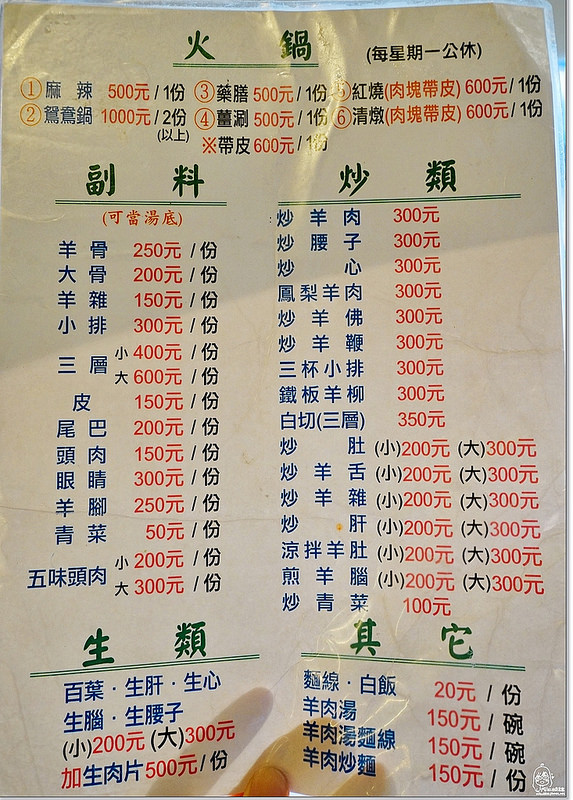 火鍋 (每星期一公休)
①麻辣 500元/1份 ③藥膳 500元/1份 ⑤紅燒(肉塊帶皮) 600元/1份
②鴛鴦鍋 1000元/2份(以上) ④薑涮 500元/1份 ⑥清燉(肉塊帶皮) 600元/1份
※帶皮 600元/1份
副料
(可當湯底)
羊骨 250元/份
大骨 200元/份
羊雜 150元/份
小排 300元/份
三層 小 400元/份
大 600元/份
皮 150元/份
尾巴 200元/份
頭肉 150元/份
眼睛 300元/份
羊腳 250元/份
青菜 50元/份
五味頭肉 小 200元/份
大 300元/份
炒類
炒羊肉 300元
炒腰子 300元
炒心 300元
鳳梨羊肉 300元
炒羊佛 300元
炒羊鞭 300元
三杯小排 300元
鐵板羊柳 300元
白切(三層) 350元
炒肚 (小)200元 (大)300元
炒羊舌 (小)200元 (大)300元
炒羊雜 (小)200元 (大)300元
炒肝 (小)200元 (大)300元
涼拌羊肚 (小)200元 (大)300元
煎羊腦 (小)200元 (大)300元
炒青菜 100元
生類
百葉·生肝·生心
生腦·生腰子
(小)200元 (大)300元
加生肉片500元/份
其它
麵線·白飯 20元/份
羊肉湯 150元/碗
羊肉湯麵線 150元/碗
羊肉炒麵 150元/份